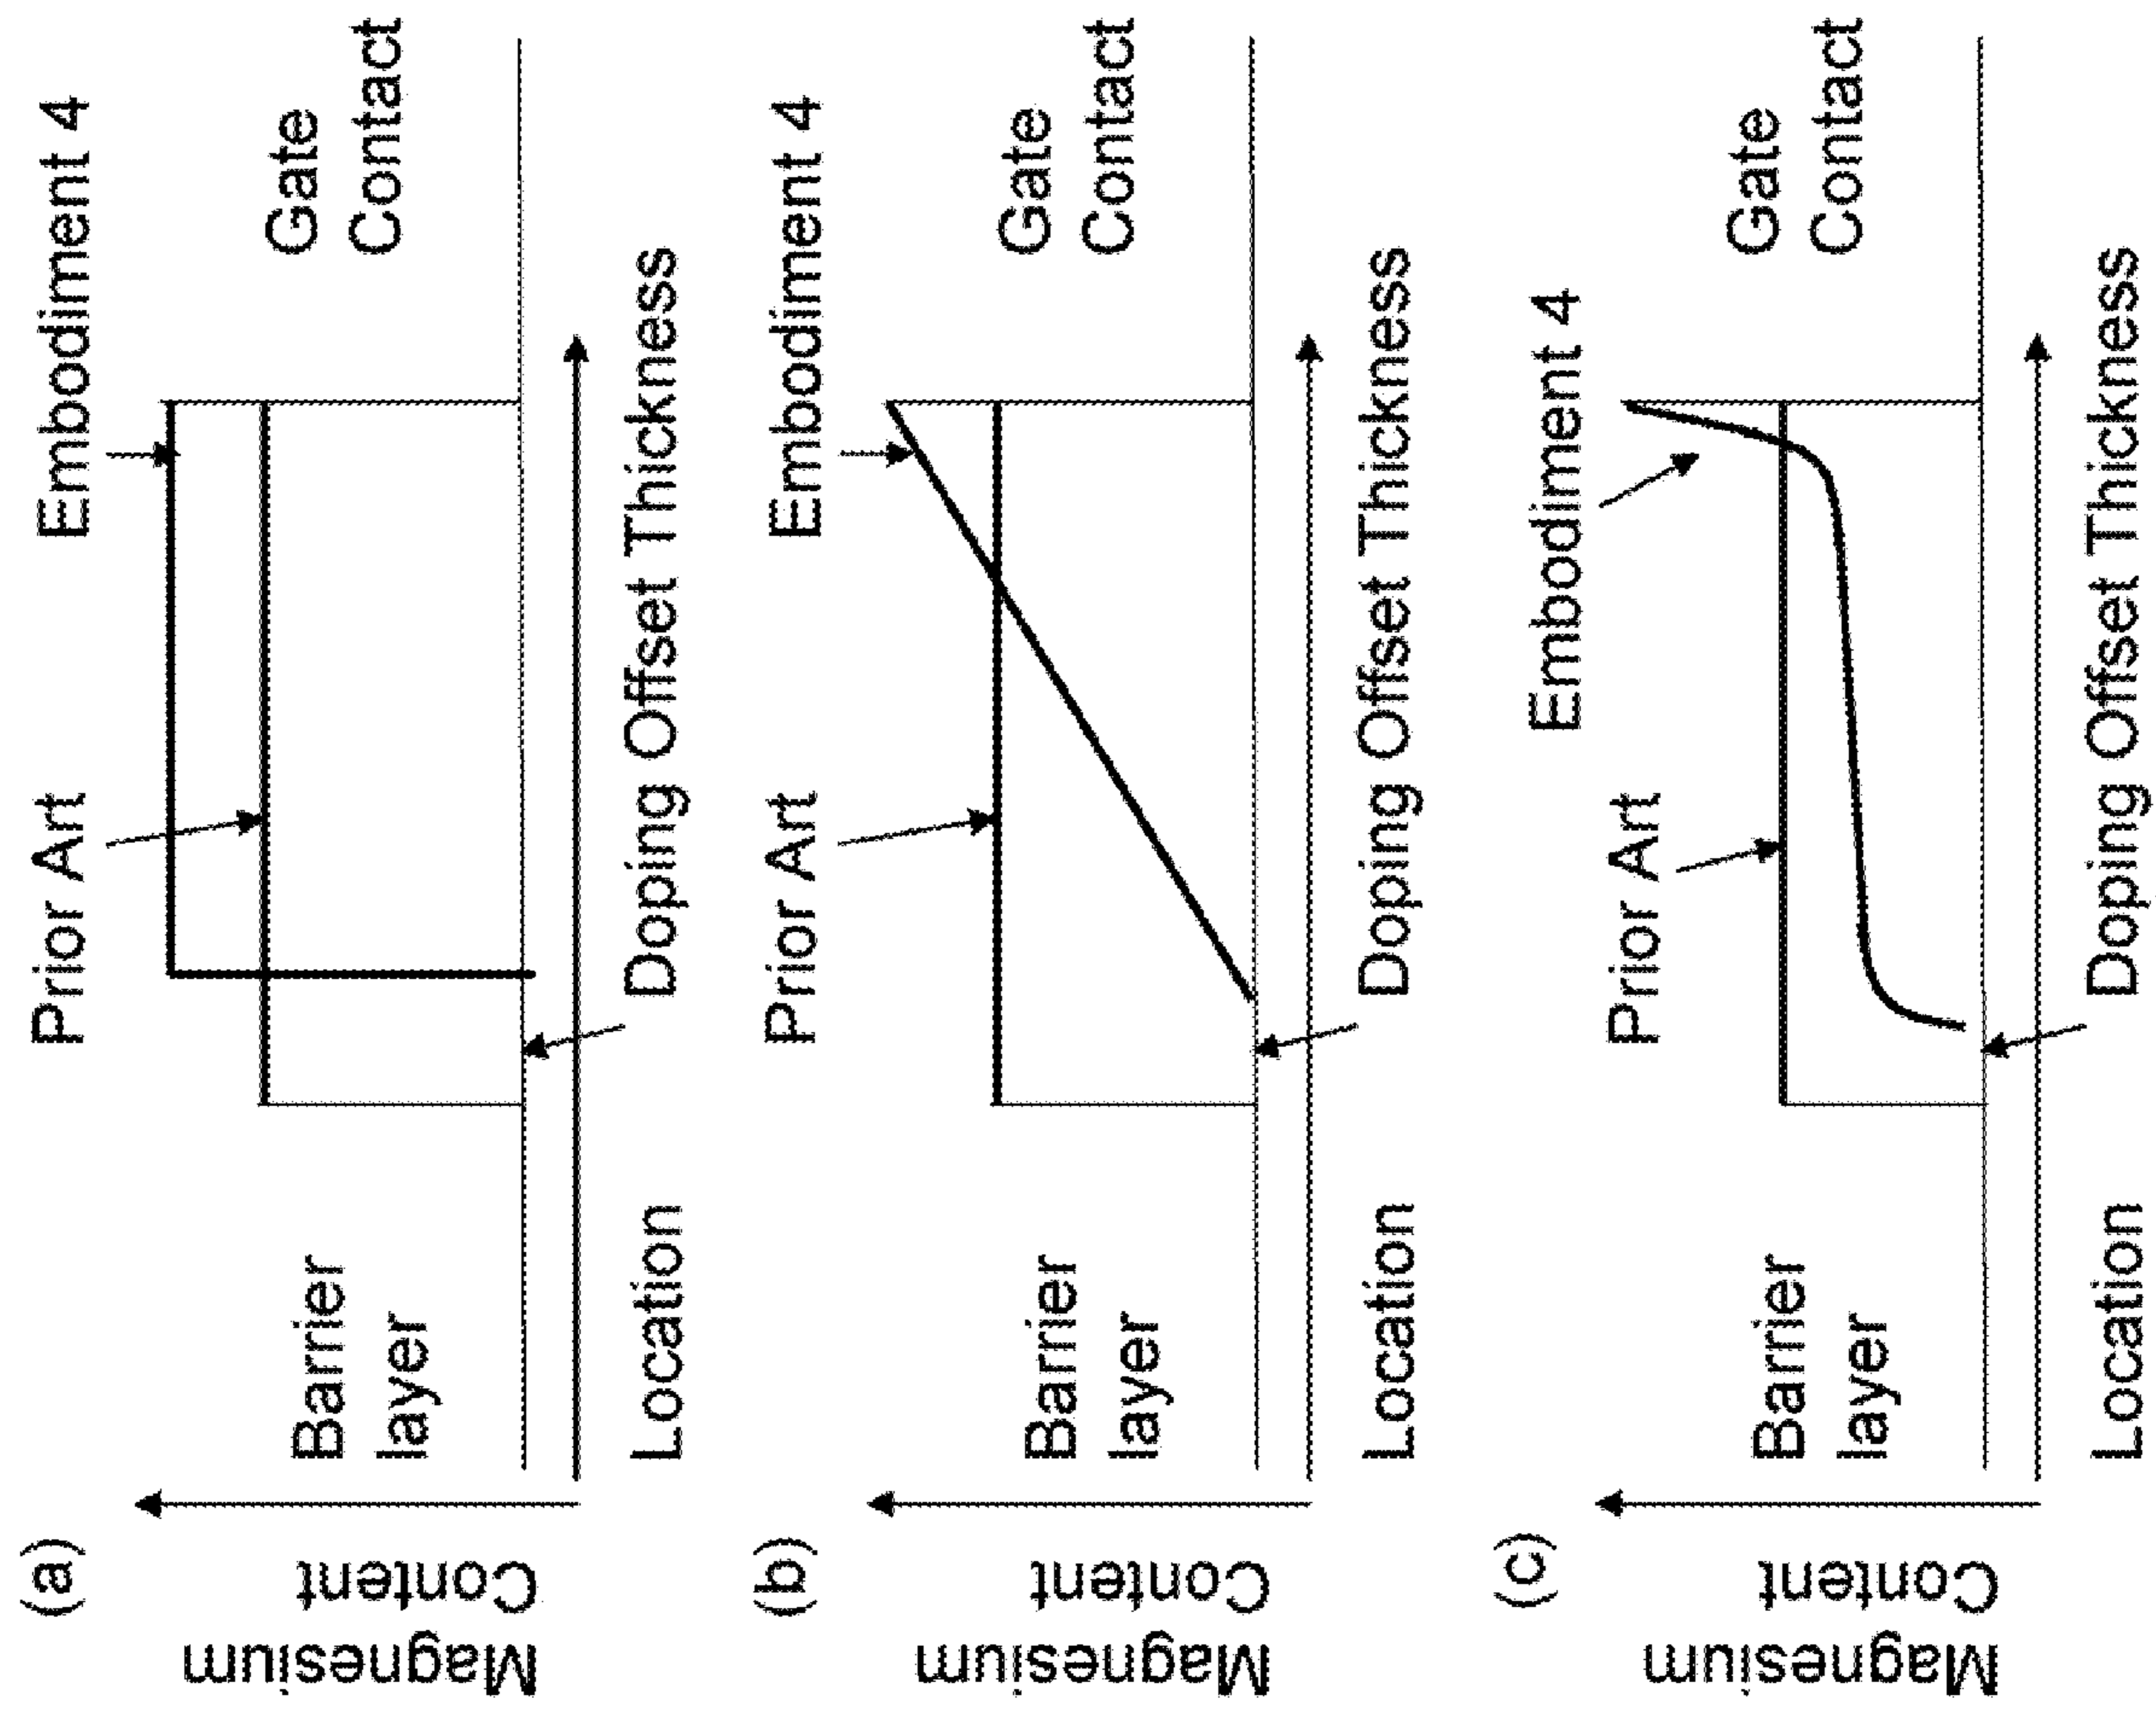 (a)
Prior Art
Embodiment 4
Magnesium
Content
Barrier
layer
Gate
Contact
Location
Doping Offset Thickness
(b)
Prior Art
Embodiment 4
Magnesium
Content
Barrier
layer
Gate
Contact
Location
Doping Offset Thickness
(c)
Embodiment 4
Prior Art
Magnesium
Content
Barrier
layer
Gate
Contact
Location
Doping Offset Thickness